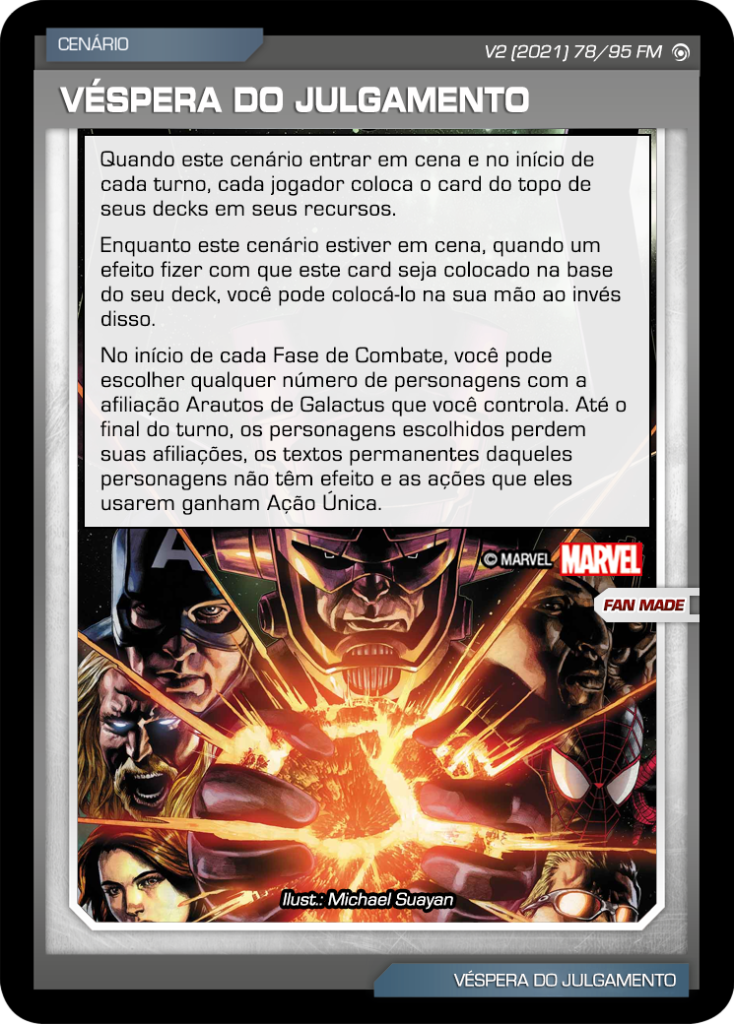 CENÁRIO
V2 (2021) 78/95 FM
VÉSPERA DO JULGAMENTO
Quando este cenário entrar em cena e no início de
cada turno, cada jogador coloca o card do topo de
seus decks em seus recursos.
Enquanto este cenário estiver em cena, quando um
efeito fizer com que este card seja colocado na base
do seu deck, você pode colocá-lo na sua mão ao invés
disso.
No início de cada Fase de Combate, você pode
escolher qualquer número de personagens com a
afiliação Arautos de Galactus que você controla. Até o
final do turno, os personagens escolhidos perdem
suas afiliações, os textos permanentes daqueles
personagens não têm efeito e as ações que eles
usarem ganham Ação Única.
A
© MARVEL MARVEL
FAN MADE
Ilust.: Michael Suayan
VÉSPERA DO JULGAMENTO